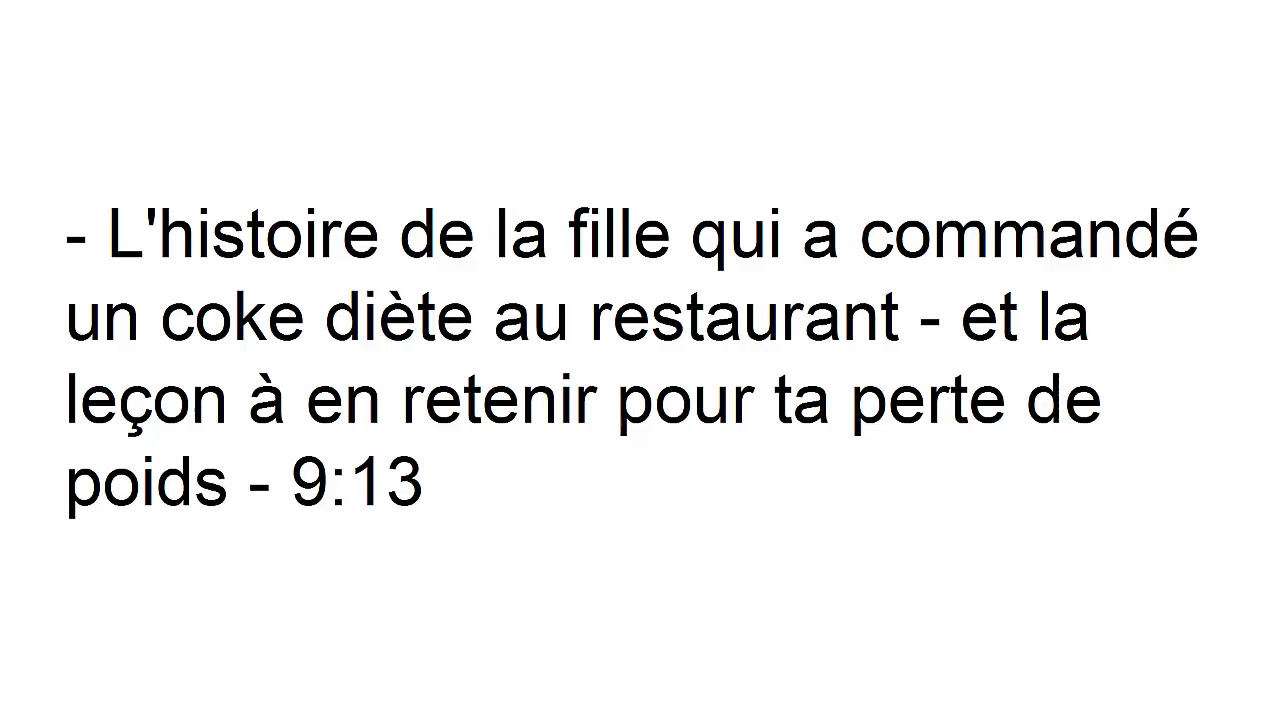 - L'histoire de la fille qui a commandé
un coke diète au restaurant - et la
leçon à en retenir pour ta perte de
poids - 9:13